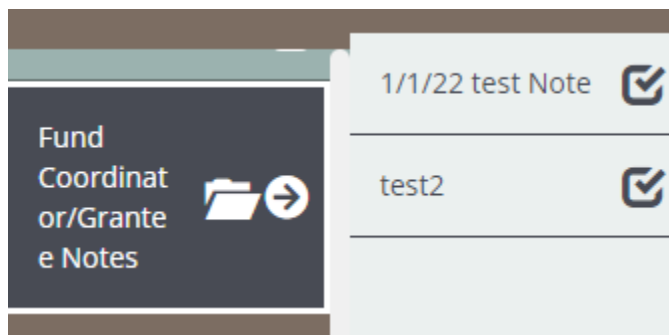 Fund
Coordinat
or/Grante
e Notes
1/1/22 test Note
test2